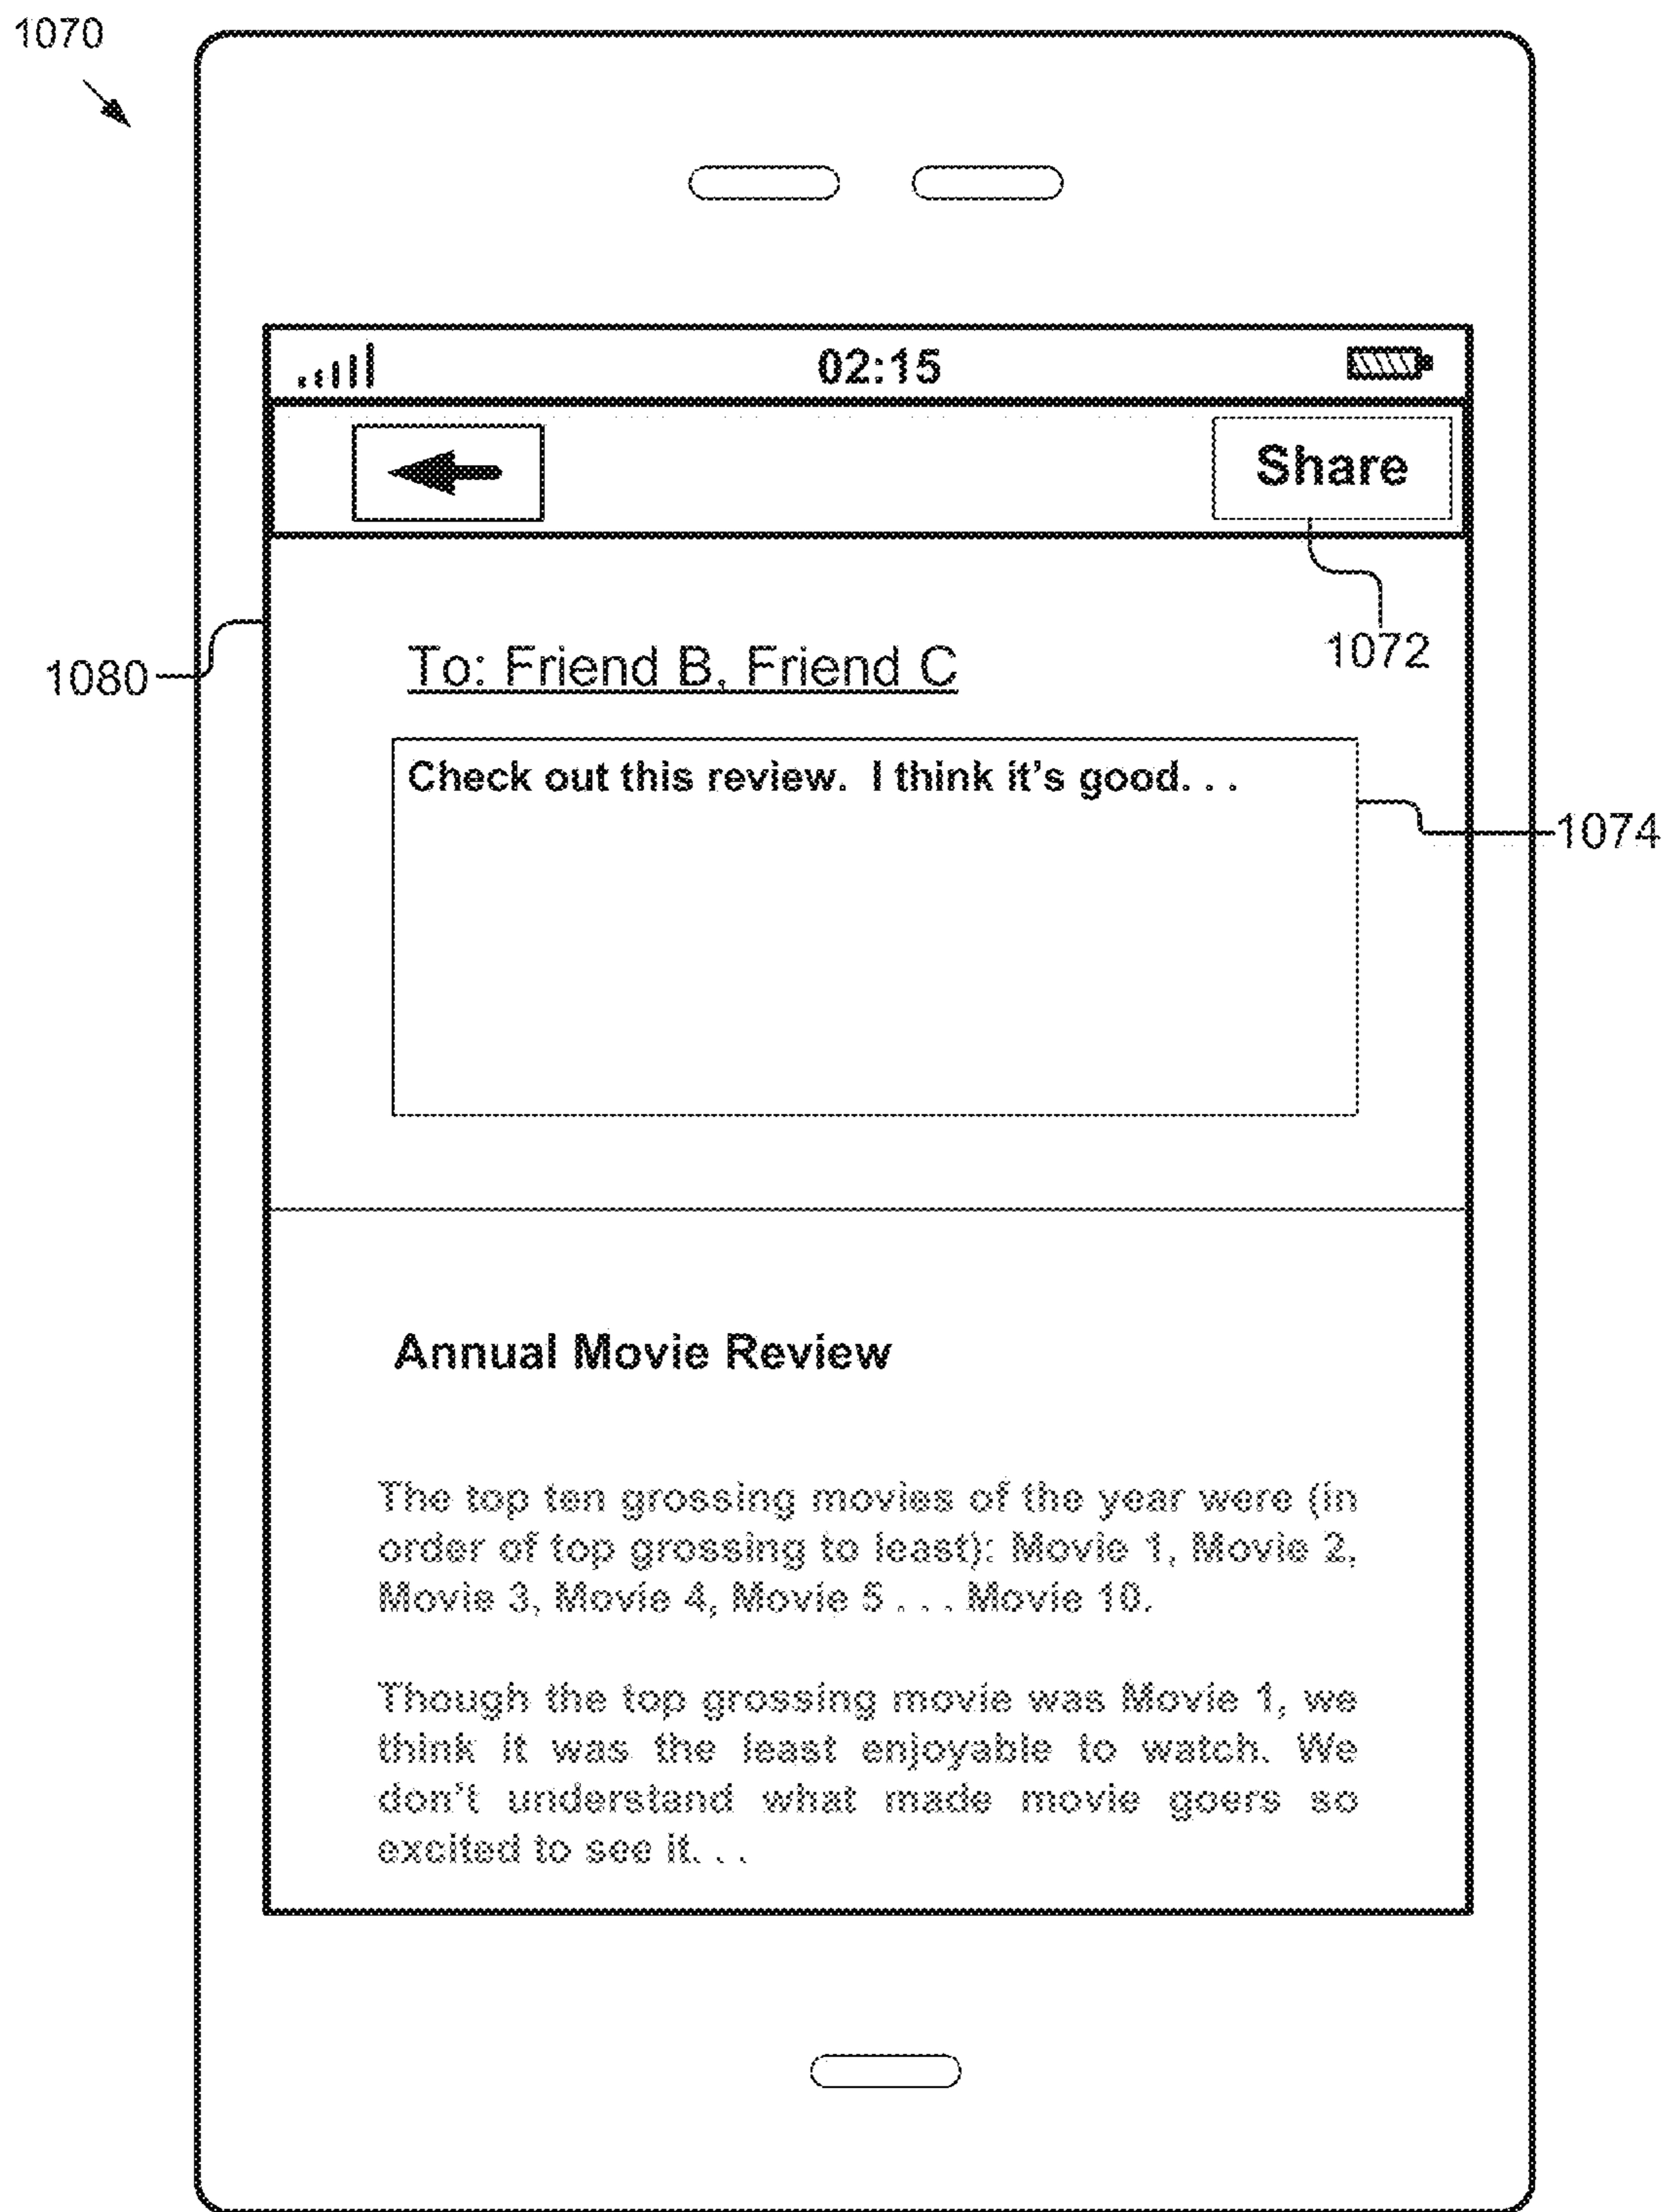 1070
02:15
Share
1072
1080
To: Friend B, Friend C
Check out this review.  I think it's good. . .
1074
Annual Movie Review
The top ten grossing movies of the year were (in
order of top grossing to least): Movie 1, Movie 2,
Movie 3, Movie 4, Movie 5 . . . Movie 10.
Though the top grossing movie was Movie 1, we
think it was the least enjoyable to watch. We
don't understand what made movie goers so
excited to see it. . .